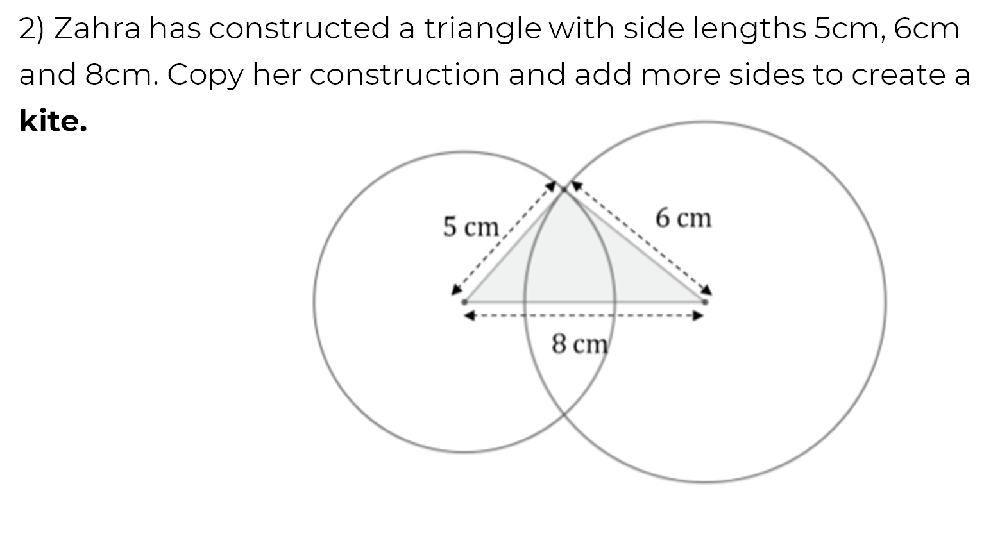 2) Zahra has constructed a triangle with side lengths 5cm, 6cm
and 8cm. Copy her construction and add more sides to create a
kite.
5 cm
6 cm
8 cm